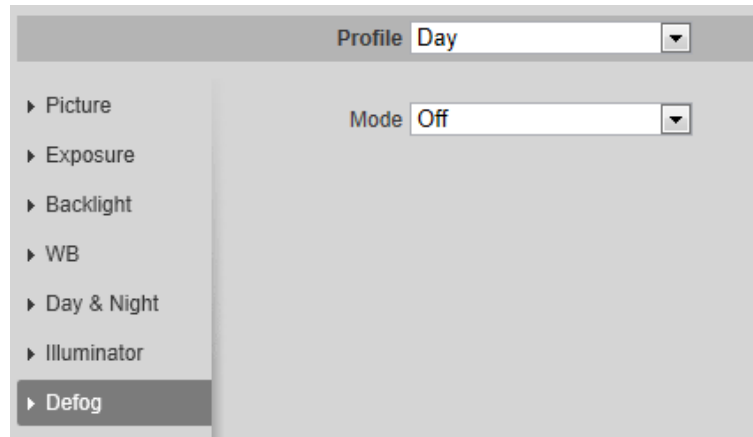 Profile Day
Picture
Mode Off
Exposure
Backlight
WB
Day & Night
Illuminator
Defog